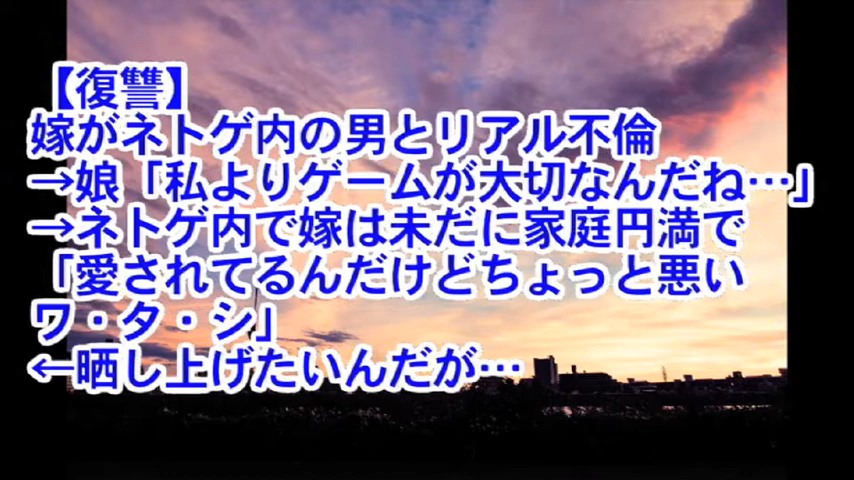 【復讐】
嫁がネトゲ内の男とリアル不倫
→娘「私よりゲームが大切なんだね…」
→ネトゲ内で嫁は未だに家庭円満で
「愛されてるんだけどちょっと悪い
ワ・タ・シ」
←晒し上げたいんだが…